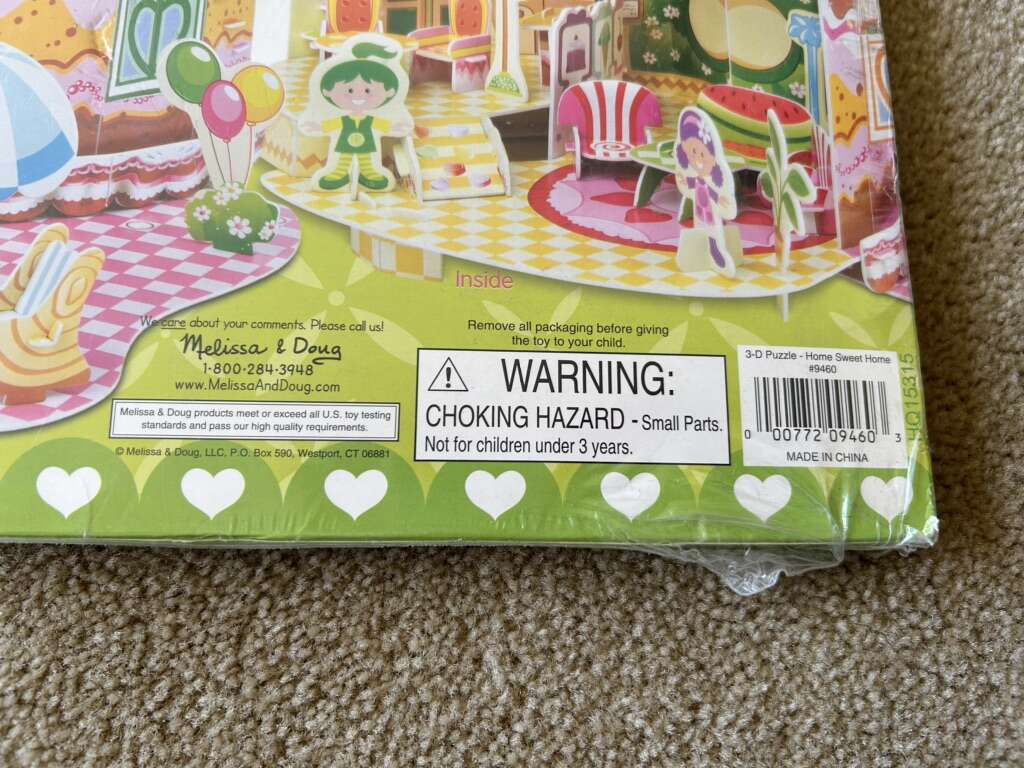 Inside
We care about your comments. Please call us!
Melissa & Doug
1-800-284-3948
www.MelissaAndDoug.com
Melissa & Doug products meet or exceed all U.S. toy testing
standards and pass our high quality requirements.
© Melissa & Doug, LLC, P.O. Box 590, Westport, CT 06881
Remove all packaging before giving
the toy to your child.
WARNING:
CHOKING HAZARD - Small Parts.
Not for children under 3 years.
3-D Puzzle - Home Sweet Home
#9460
0 00772 09460 3
MADE IN CHINA
HQ15315